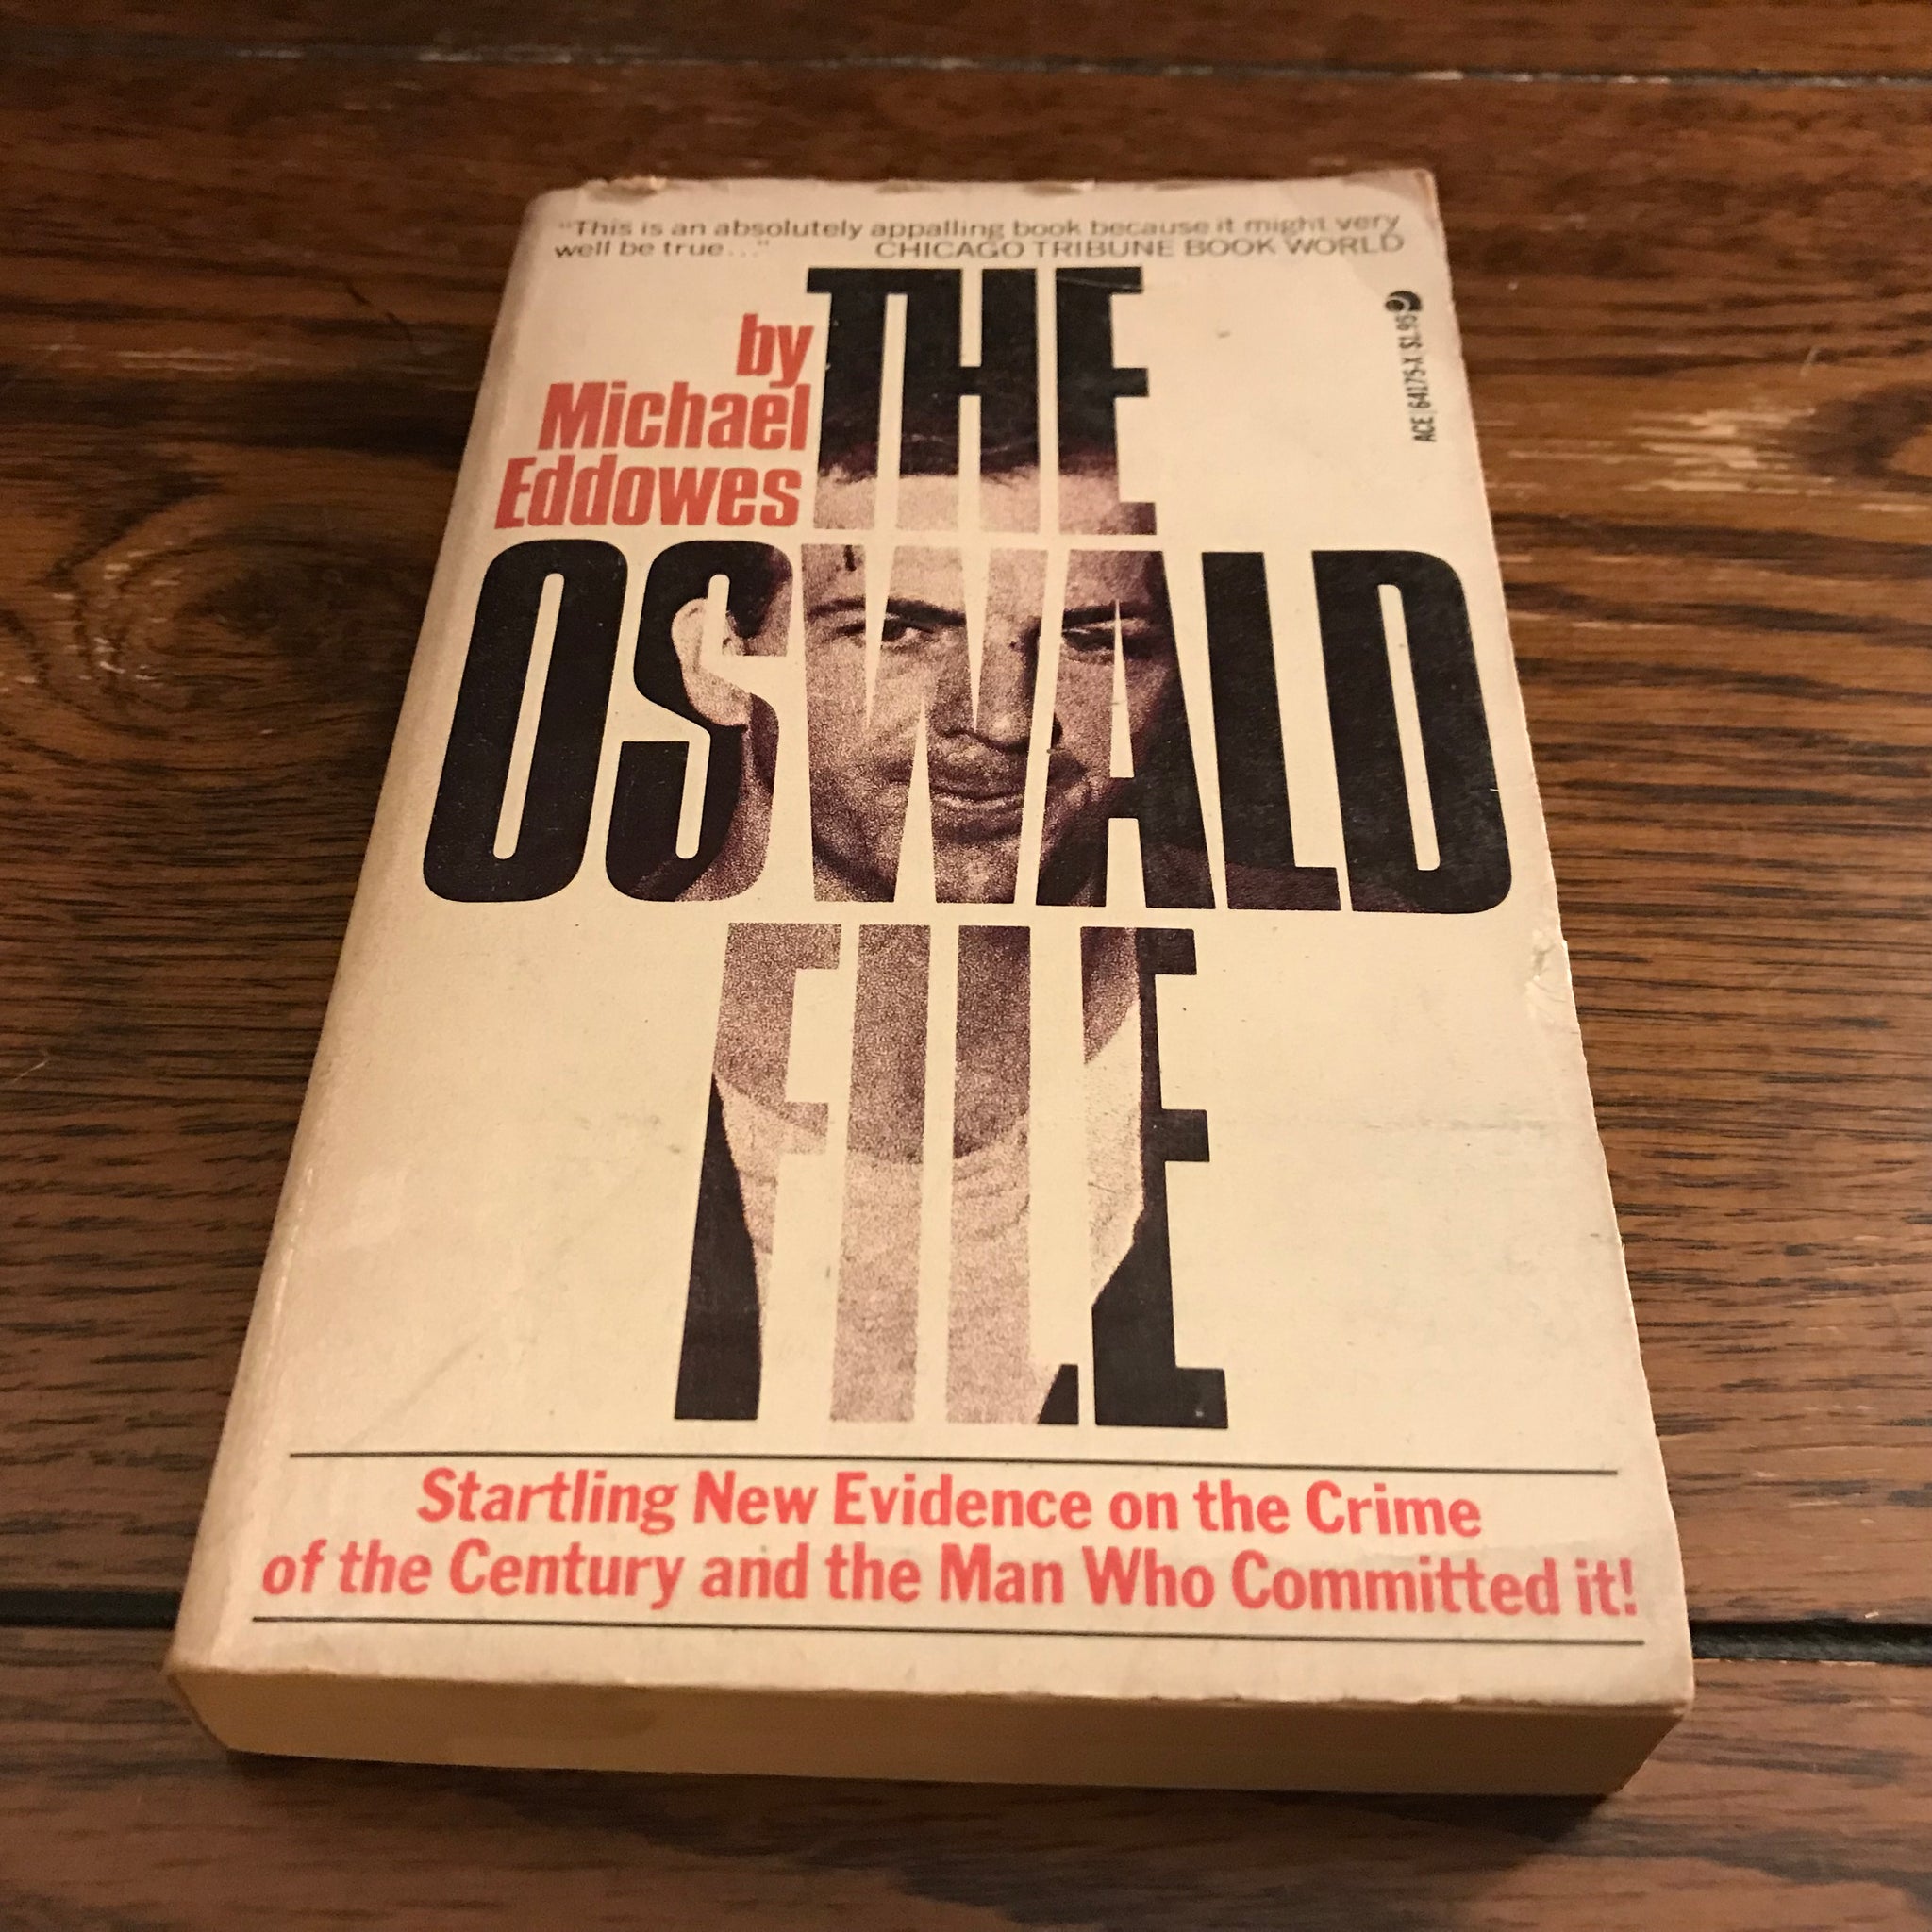 "This is an absolutely appalling book because it might very
well be true..." CHICAGO TRIBUNE BOOK WORLD
by
Michael
Eddowes
THE
OSWALD
FILE
ACE|64175-X $1.95
Startling New Evidence on the Crime
of the Century and the Man Who Committed it!